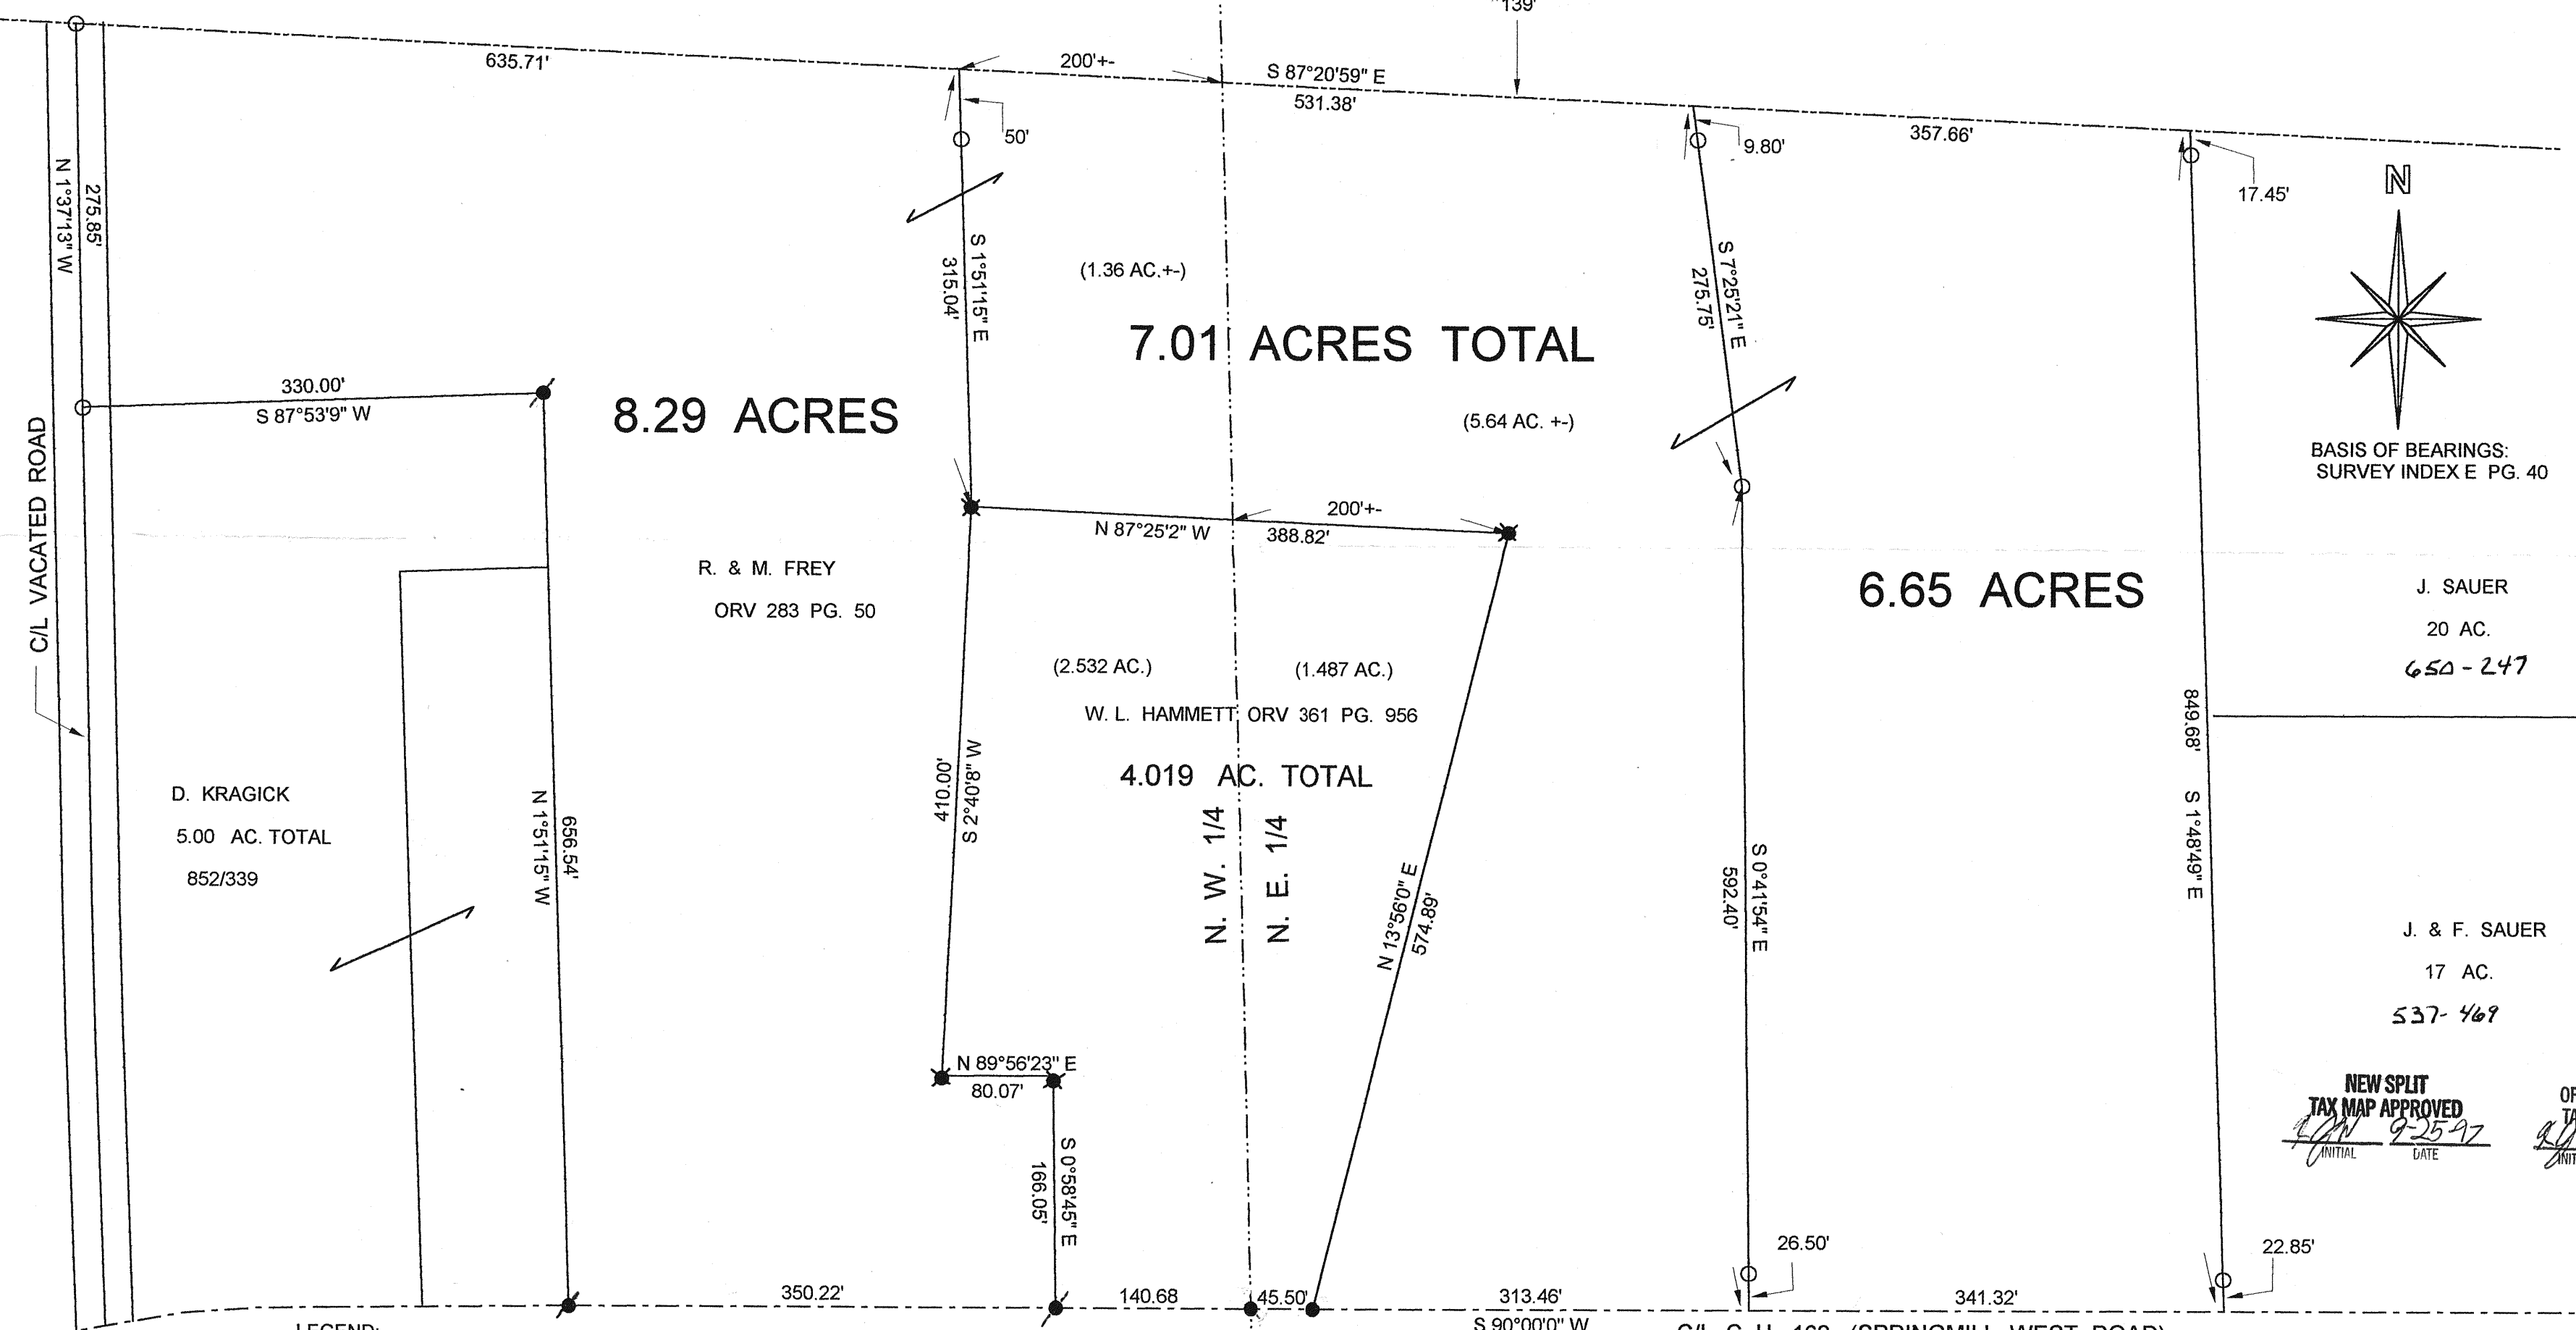 139'
635.71'
200'+-
S 87°20'59" E
531.38'
357.66'
50'
9.80'
17.45'
N
N 1°37'13" W
275.85'
S 1°51'15" E
315.04'
(1.36 AC.+-)
S 7°25'21" E
275.75'
7.01 ACRES TOTAL
330.00'
S 87°53'9" W
8.29 ACRES
(5.64 AC. +-)
BASIS OF BEARINGS:
SURVEY INDEX E PG. 40
C/L VACATED ROAD
200'+-
N 87°25'2" W
388.82'
R. & M. FREY
ORV 283 PG. 50
6.65 ACRES
J. SAUER
20 AC.
650-247
(2.532 AC.)
(1.487 AC.)
W. L. HAMMETT ORV 361 PG. 956
4.019 AC. TOTAL
849.68' S 1°48'49" E
410.00'
S 2°40'8" W
D. KRAGICK
5.00 AC. TOTAL
852/339
N 1°51'15" W
656.54'
N. W. 1/4
N. E. 1/4
N 13°56'0" E
574.89'
S 0°41'54" E
592.40'
J. & F. SAUER
17 AC.
537-469
N 89°56'23" E
80.07'
NEW SPLIT
TAX MAP APPROVED
9-25-97
INITIAL DATE
S 0°58'45" E
166.05'
26.50'
22.85'
350.22'
140.68
45.50'
313.46'
341.32'
S 90°00'0" W
LEGEND:
(SPRINGMILL WEST ROAD)